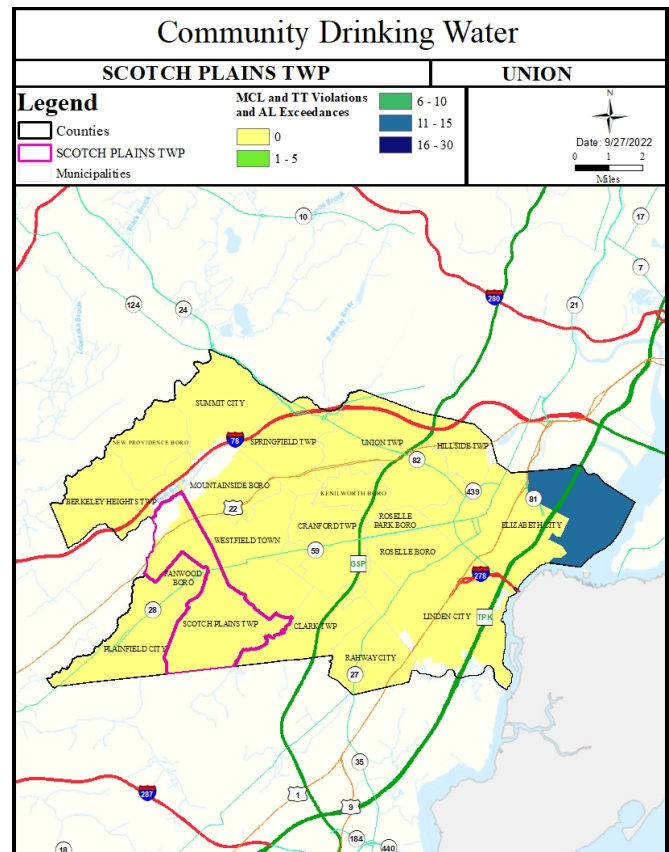 Community Drinking Water
SCOTCH PLAINS TWP
UNION
Legend
Counties
SCOTCH PLAINS TWP
Municipalities
MCL and TT Violations
and AL Exceedances
0
1 - 5
6 - 10
11 - 15
16 - 30
N
Date: 9/27/2022
0 1 2
Miles
10
17
7
280
124
24
21
SUMMIT CITY
NEW PROVIDENCE BORO
78
SPRINGFIELD TWP
UNION TWP
HILLSIDE TWP
82
MOUNTAINSIDE BORO
BERKELEY HEIGHTS TWP
22
KENILWORTH BORO
439
81
ROSELLE
PARK BORO
CRANFORD TWP
ELIZABETH CITY
WESTFIELD TOWN
59
ROSELLE BORO
GSP
278
FANWOOD
BORO
28
SCOTCH PLAINS TWP
CLARK TWP
LINDEN CITY
TPK
PLAINFIELD CITY
RAHWAY CITY
27
35
287
1
9
184
440
18